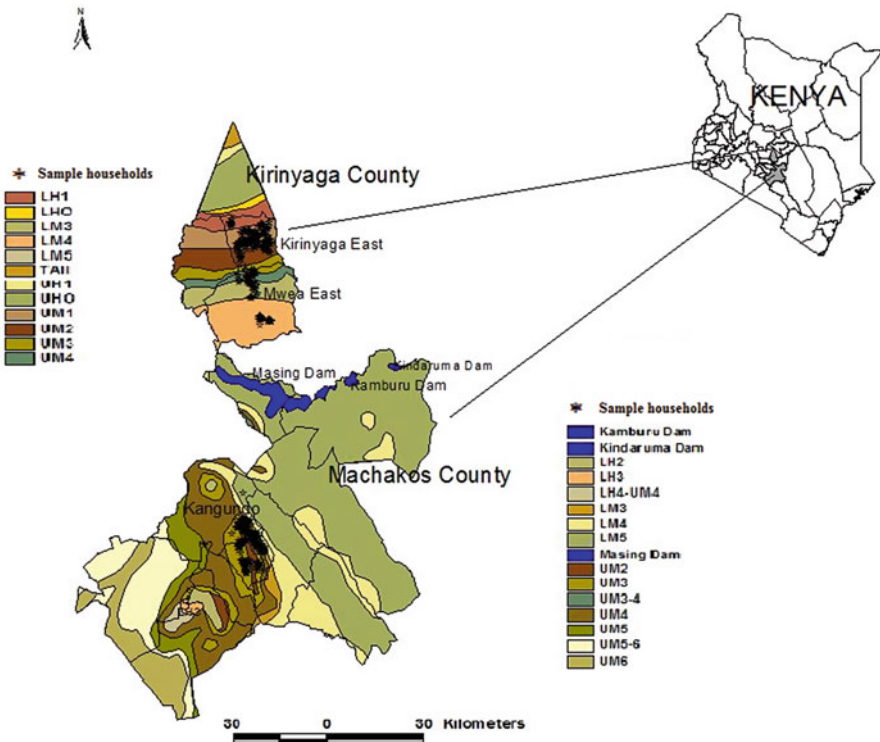 N
KENYA
Kirinyaga County
Sample households
LH1
LHO
LM3
LM4
LM5
TAII
UH1
UHO
UM1
UM2
UM3
UM4
Kirinyaga East
Mwea East
Masing Dam
Kindaruma Dam
Kamburu Dam
Machakos County
Kangundo
Sample households
Kamburu Dam
Kindaruma Dam
LH2
LH3
LH4-UM4
LM3
LM4
LM5
Masing Dam
UM2
UM3
UM3-4
UM4
UM5
UM5-6
UM6
30 0 30 Kilometers